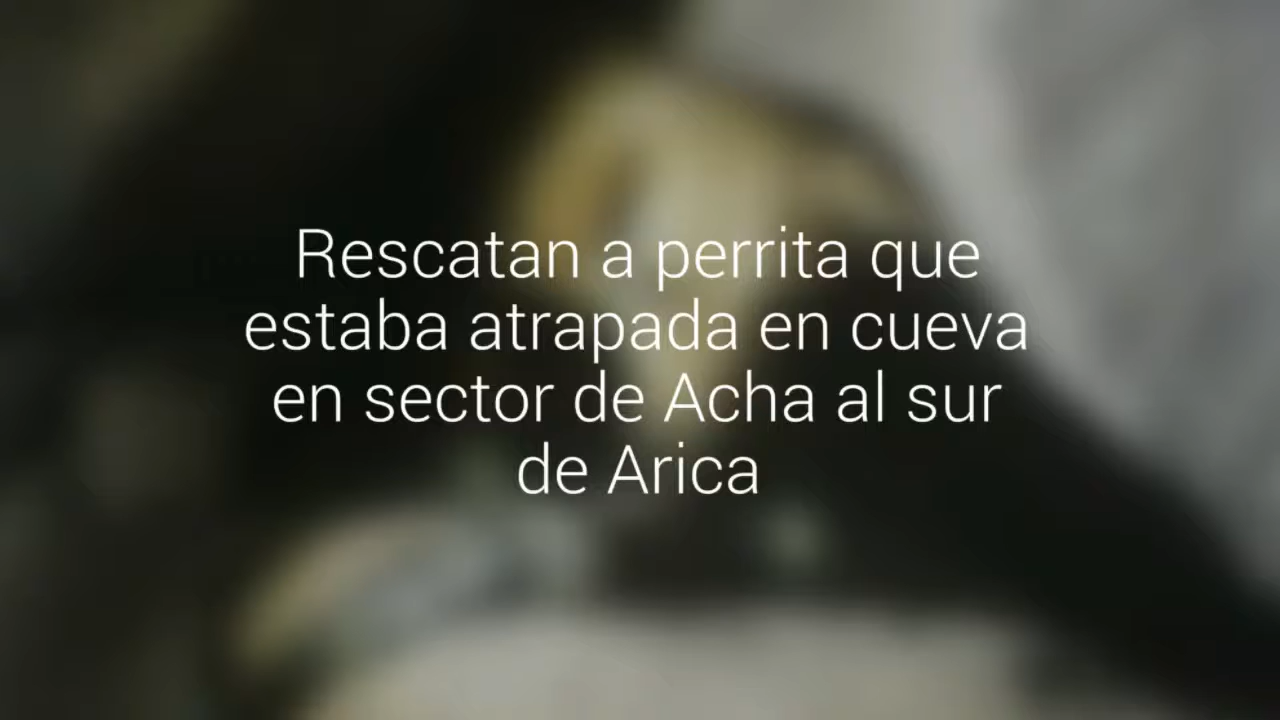 Rescatan a perrita que
estaba atrapada en cueva
en sector de Acha al sur
de Arica